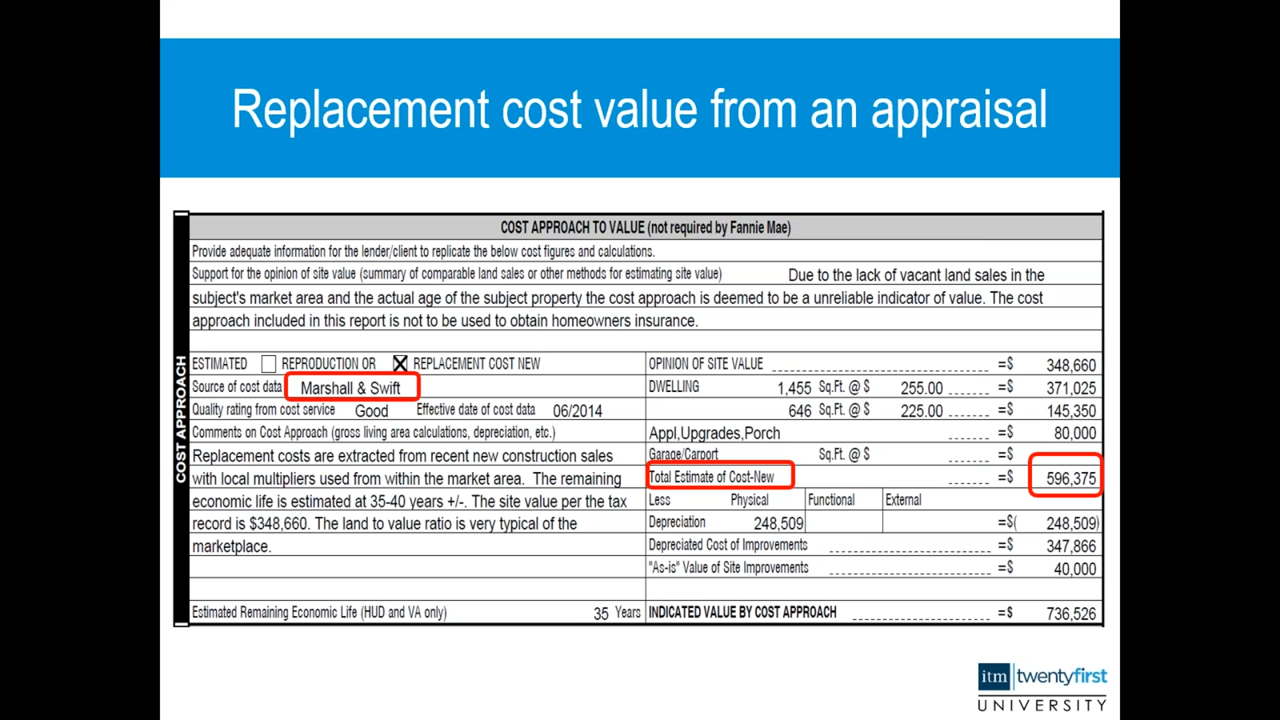 Replacement cost value from an appraisal
COST APPROACH TO VALUE (not required by Fannie Mae)
Provide adequate information for the lender/client to replicate the below cost figures and calculations.
Support for the opinion of site value (summary of comparable land sales or other methods for estimating site value) Due to the lack of vacant land sales in the
subject's market area and the actual age of the subject property the cost approach is deemed to be a unreliable indicator of value. The cost
approach included in this report is not to be used to obtain homeowners insurance.
COST APPROACH
ESTIMATED REPRODUCTION OR X REPLACEMENT COST NEW
Source of cost data Marshall & Swift
Quality rating from cost service Good Effective date of cost data 06/2014
Comments on Cost Approach (gross living area calculations, depreciation, etc.)
Replacement costs are extracted from recent new construction sales
with local multipliers used from within the market area. The remaining
economic life is estimated at 35-40 years +/-. The site value per the tax
record is $348,660. The land to value ratio is very typical of the
marketplace.
Estimated Remaining Economic Life (HUD and VA only) 35 Years
OPINION OF SITE VALUE =$ 348,660
DWELLING 1,455 Sq.Ft. @ $ 255.00 =$ 371,025
646 Sq.Ft. @ $ 225.00 =$ 145,350
Appl,Upgrades,Porch =$ 80,000
Garage/Carport Sq.Ft. @ $ =$
Total Estimate of Cost-New =$ 596,375
Less Physical Functional External
Depreciation 248,509 =$( 248,509)
Depreciated Cost of Improvements =$ 347,866
"As-is" Value of Site Improvements =$ 40,000
INDICATED VALUE BY COST APPROACH =$ 736,526
itm twentyfirst
UNIVERSITY